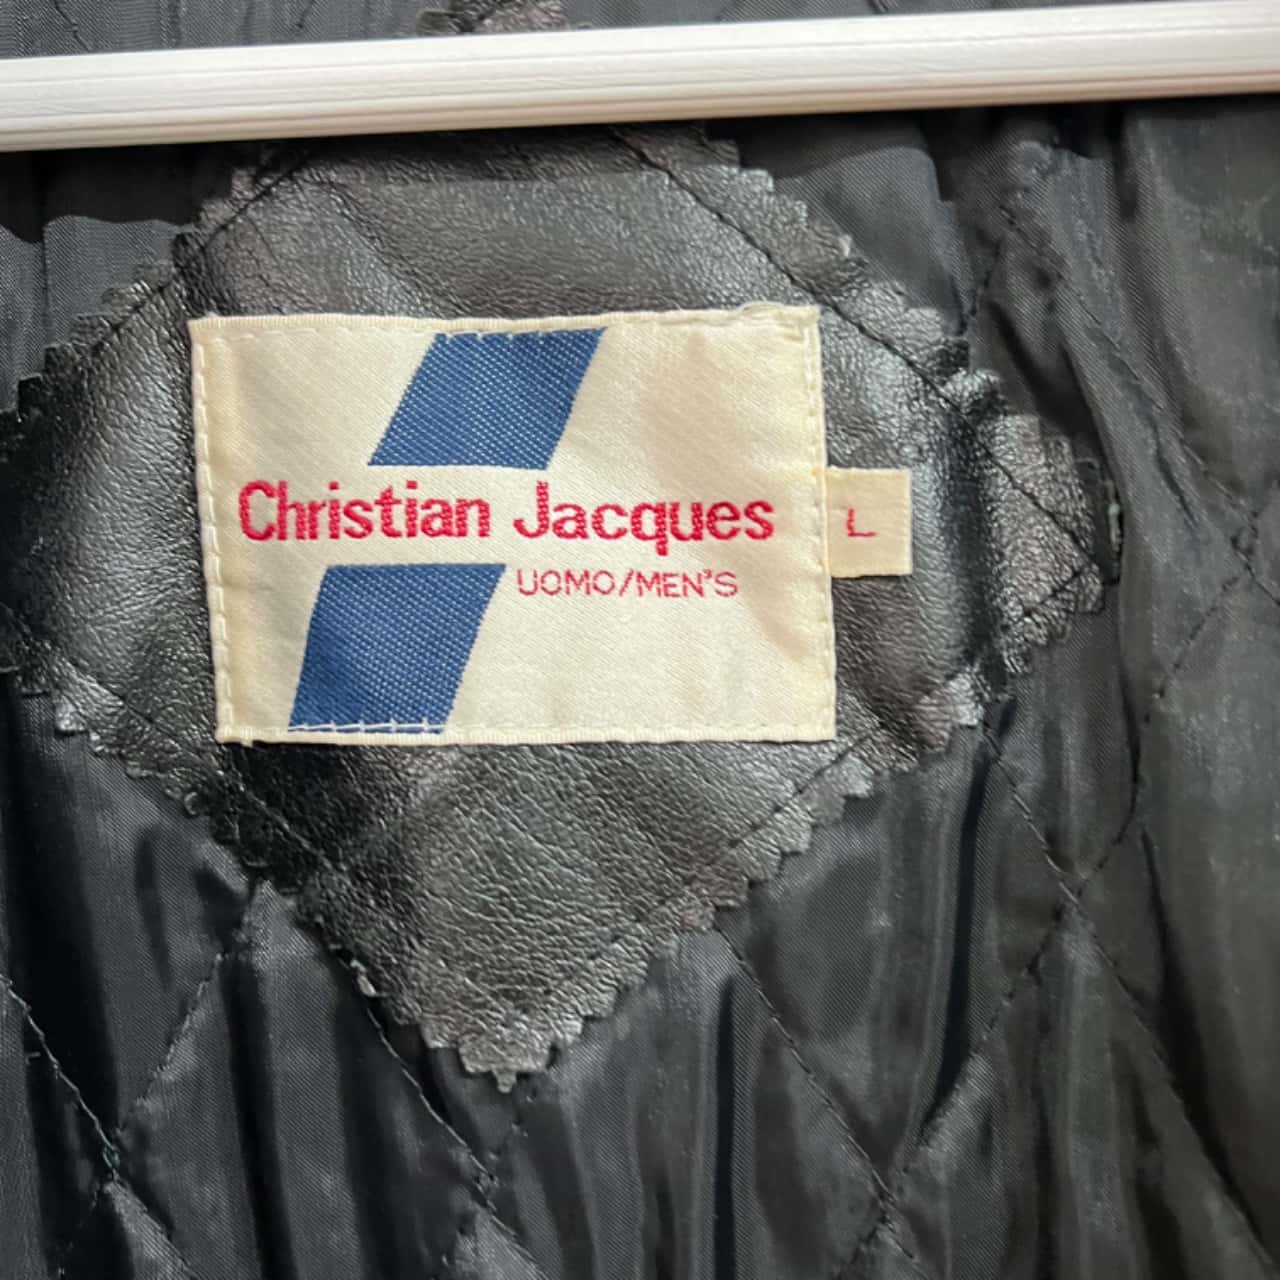 Christian Jacques
UOMO/MEN'S
L